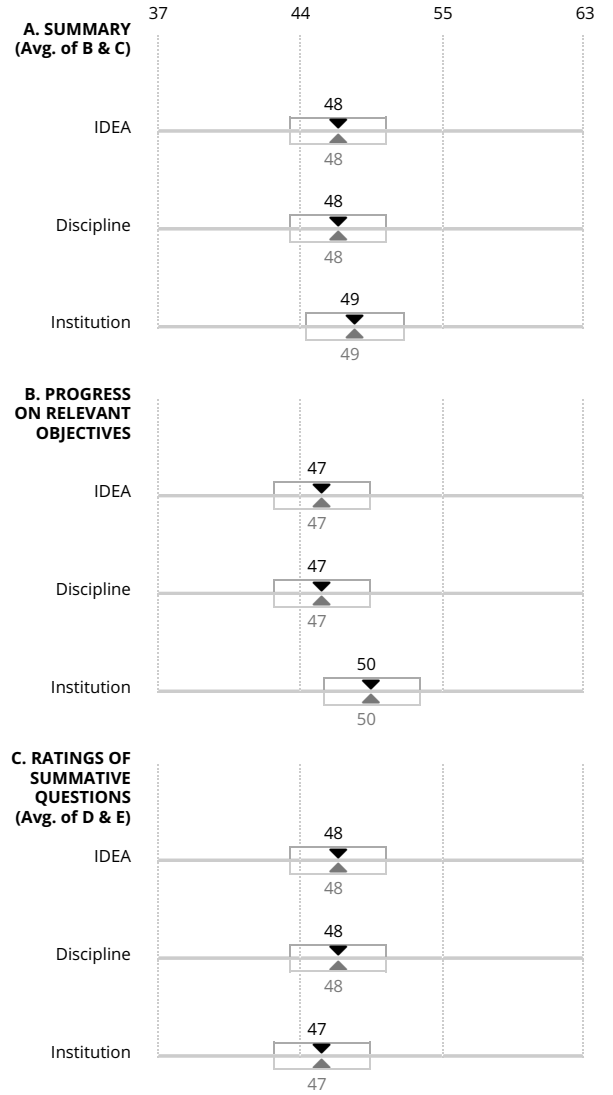 37 44 55 63
A. SUMMARY
(Avg. of B & C)
48
IDEA
48
48
Discipline
48
49
Institution
49
B. PROGRESS
ON RELEVANT
OBJECTIVES
47
IDEA
47
47
Discipline
47
50
Institution
50
C. RATINGS OF
SUMMATIVE
QUESTIONS
(Avg. of D & E)
48
IDEA
48
48
Discipline
48
47
Institution
47